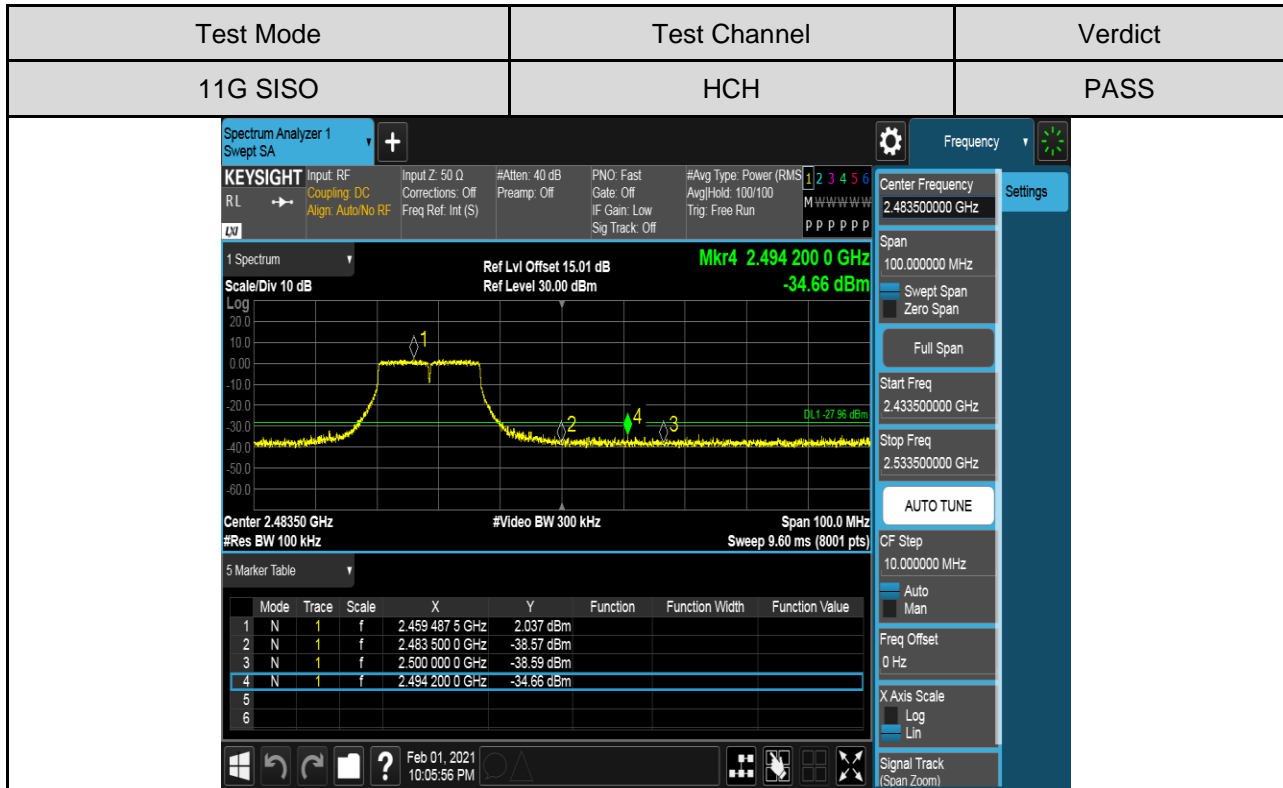 Test Mode Test Channel Verdict
11G SISO HCH PASS
Spectrum Analyzer 1
Swept SA
+
Frequency
KEYSIGHT Input: RF Input Z: 50 Ω #Atten: 40 dB PNO: Fast #Avg Type: Power (RMS 1 2 3 4 5 6
RL Coupling: DC Corrections: Off Preamp: Off Gate: Off Avg|Hold: 100/100 M W W W W W
Align: Auto/No RF Freq Ref: Int (S) IF Gain: Low Trig: Free Run
LXI Sig Track: Off P P P P P P
1 Spectrum
Ref Lvl Offset 15.01 dB
Mkr4 2.494 200 0 GHz
Scale/Div 10 dB Ref Level 30.00 dBm -34.66 dBm
Log
20.0
10.0
0.00
-10.0
-20.0
-30.0
-40.0
-50.0
-60.0
1
2
4
3
DL1 -27.96 dBm
Center 2.48350 GHz #Video BW 300 kHz Span 100.0 MHz
#Res BW 100 kHz Sweep 9.60 ms (8001 pts)
5 Marker Table
Mode Trace Scale X Y Function Function Width Function Value
1 N 1 f 2.459 487 5 GHz 2.037 dBm
2 N 1 f 2.483 500 0 GHz -38.57 dBm
3 N 1 f 2.500 000 0 GHz -38.59 dBm
4 N 1 f 2.494 200 0 GHz -34.66 dBm
5
6
?
Feb 01, 2021
10:05:56 PM
Center Frequency
2.483500000 GHz
Settings
Span
100.000000 MHz
Swept Span
Zero Span
Full Span
Start Freq
2.433500000 GHz
Stop Freq
2.533500000 GHz
AUTO TUNE
CF Step
10.000000 MHz
Auto
Man
Freq Offset
0 Hz
X Axis Scale
Log
Lin
Signal Track
(Span Zoom)